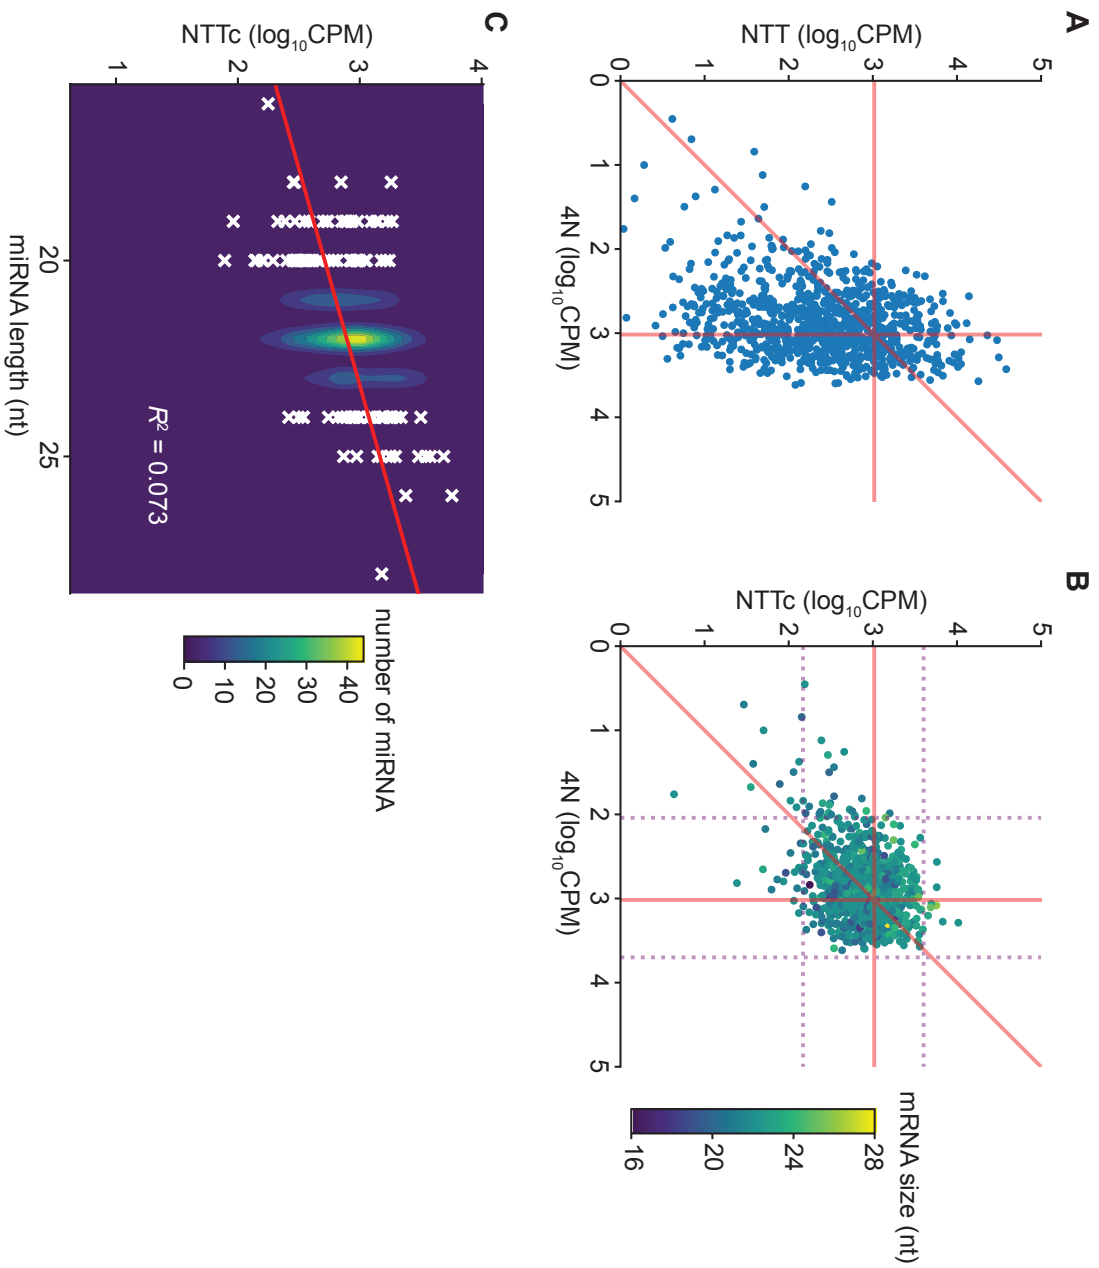 A
NTT (log10CPM)
0 1 2 3 4 5
0 1 2 3 4 5
4N (log10CPM)
B
NTTc (log10CPM)
0 1 2 3 4 5
0 1 2 3 4 5
4N (log10CPM)
mRNA size (nt)
16 20 24 28
C
NTTc (log10CPM)
1 2 3 4
20 25
miRNA length (nt)
R² = 0.073
number of miRNA
0 10 20 30 40